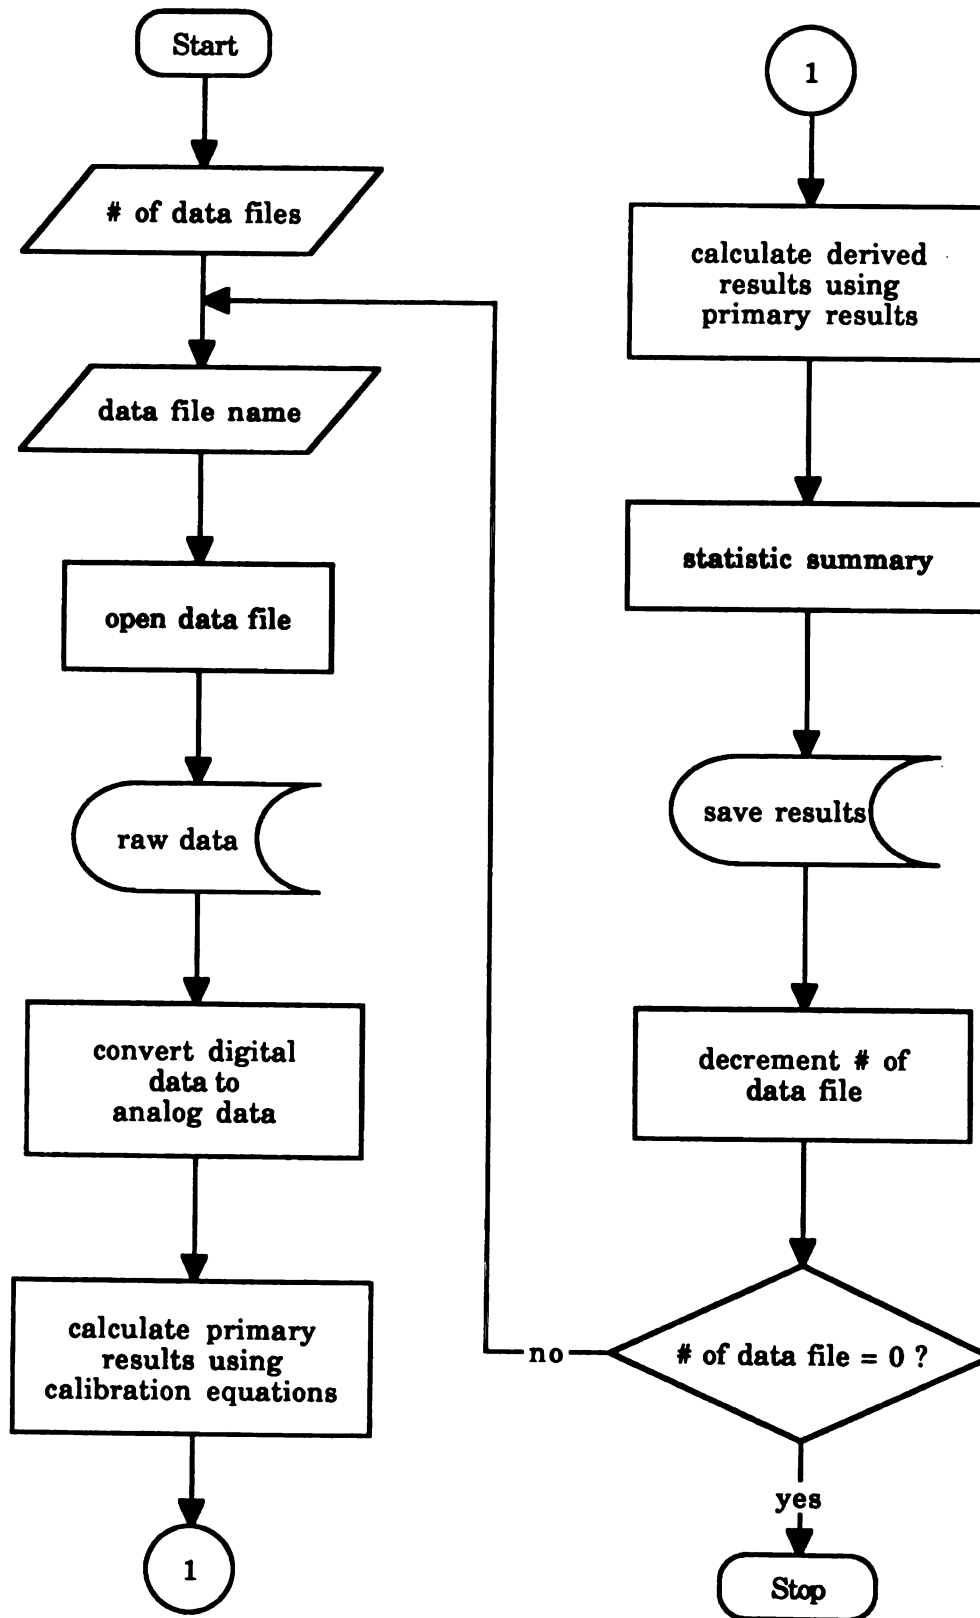 Start
# of data files
data file name
open data file
raw data
convert digital
data to
analog data
calculate primary
results using
calibration equations
1
1
calculate derived
results using
primary results
statistic summary
save results
decrement # of
data file
# of data file = 0 ?
no
yes
Stop